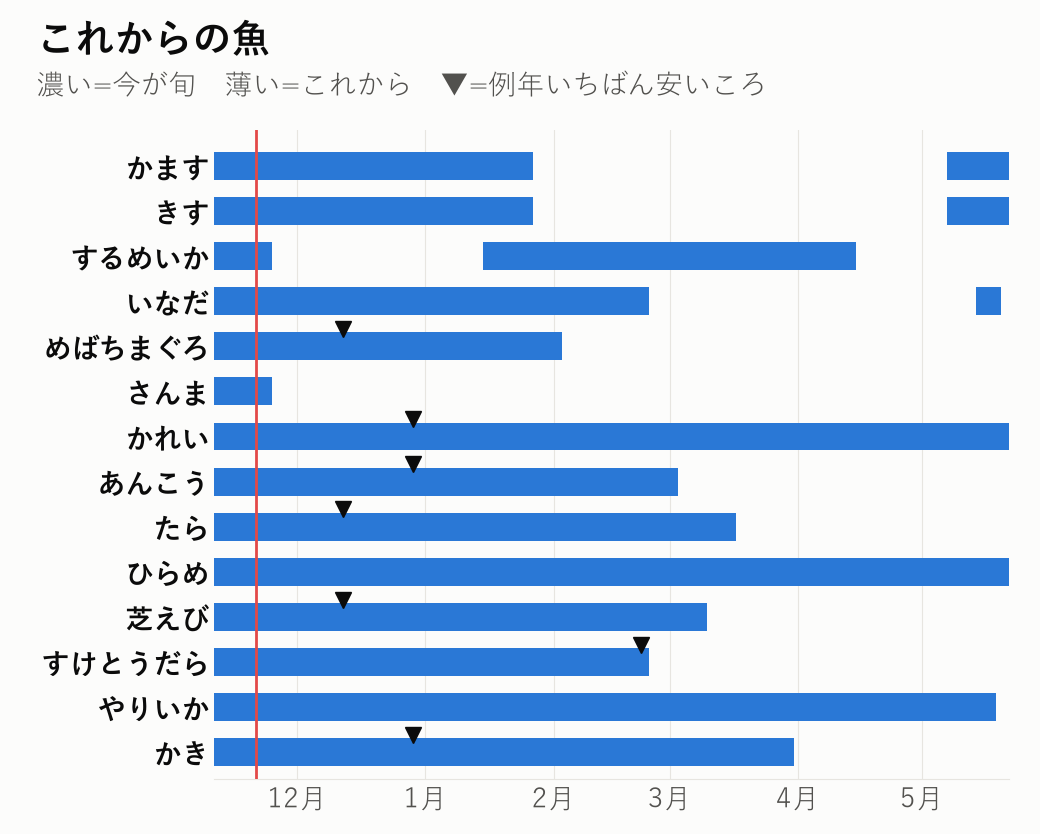 これからの魚
濃い=今が旬　薄い=これから　▼=例年いちばん安いころ
かます
きす
するめいか
いなだ
めばちまぐろ
さんま
かれい
あんこう
たら
ひらめ
芝えび
すけとうだら
やりいか
かき
12月 1月 2月 3月 4月 5月